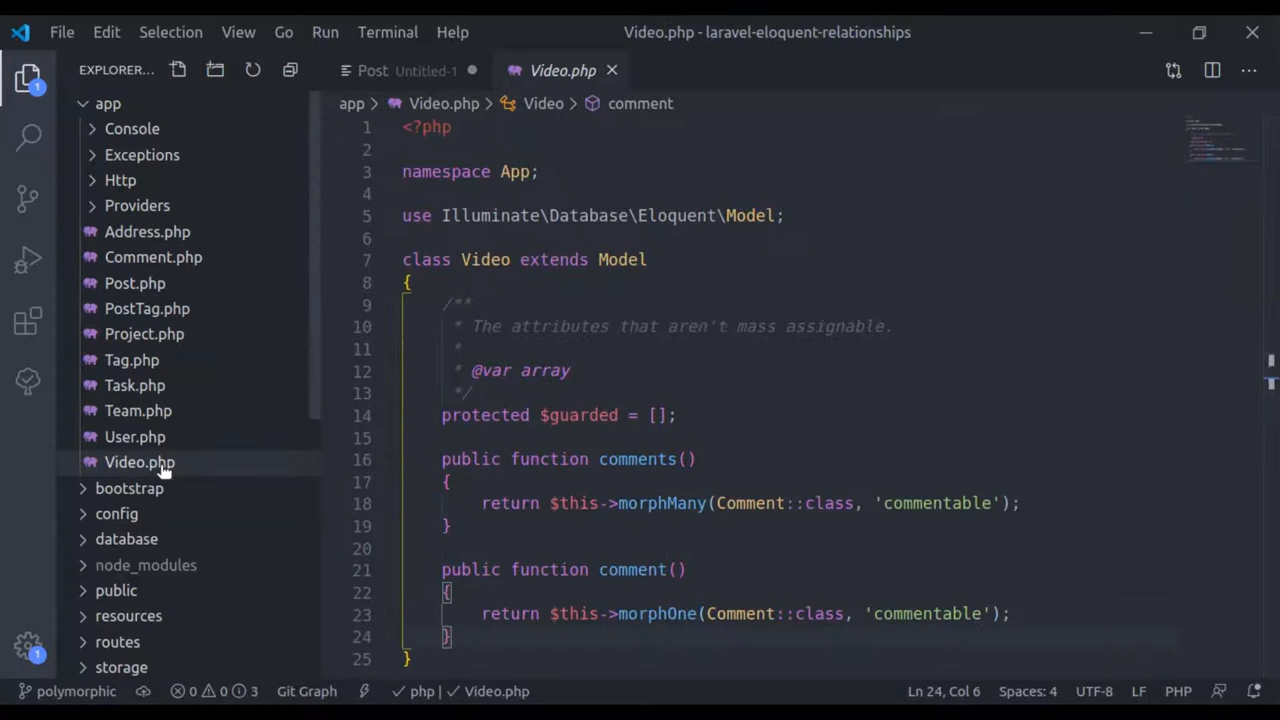 File Edit Selection View Go Run Terminal Help
Video.php - laravel-eloquent-relationships
EXPLORER...
Post Untitled-1
Video.php
app > Video.php > Video > comment
1
app
Console
Exceptions
Http
Providers
Address.php
Comment.php
Post.php
PostTag.php
Project.php
Tag.php
Task.php
Team.php
User.php
Video.php
bootstrap
config
database
node_modules
public
resources
routes
storage
1
1 <?php
2
3 namespace App;
4
5 use Illuminate\Database\Eloquent\Model;
6
7 class Video extends Model
8 {
9 /**
10 * The attributes that aren't mass assignable.
11 *
12 * @var array
13 */
14 protected $guarded = [];
15
16 public function comments()
17 {
18 return $this->morphMany(Comment::class, 'commentable');
19 }
20
21 public function comment()
22 {
23 return $this->morphOne(Comment::class, 'commentable');
24 }
25 }
polymorphic 0 0 3 Git Graph php | Video.php Ln 24, Col 6 Spaces: 4 UTF-8 LF PHP